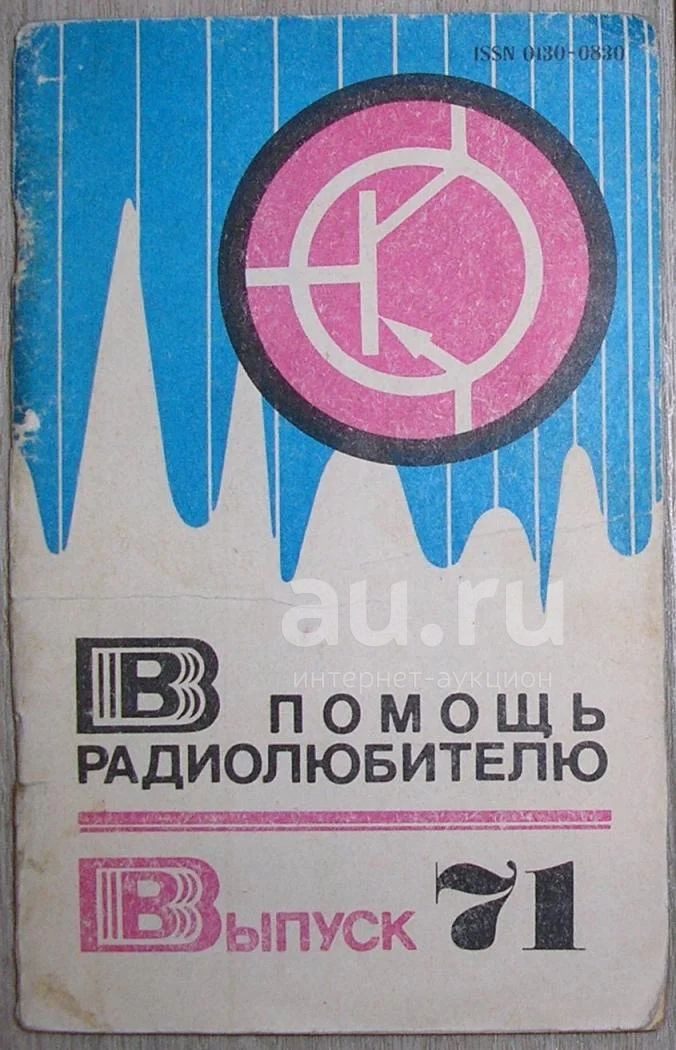 ISSN 0130-0830
au.ru
интернет-аукцион
В ПОМОЩЬ
РАДИОЛЮБИТЕЛЮ
ВЫПУСК 71